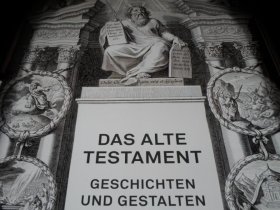 DAS ALTE
TESTAMENT
GESCHICHTEN
UND GESTALTEN